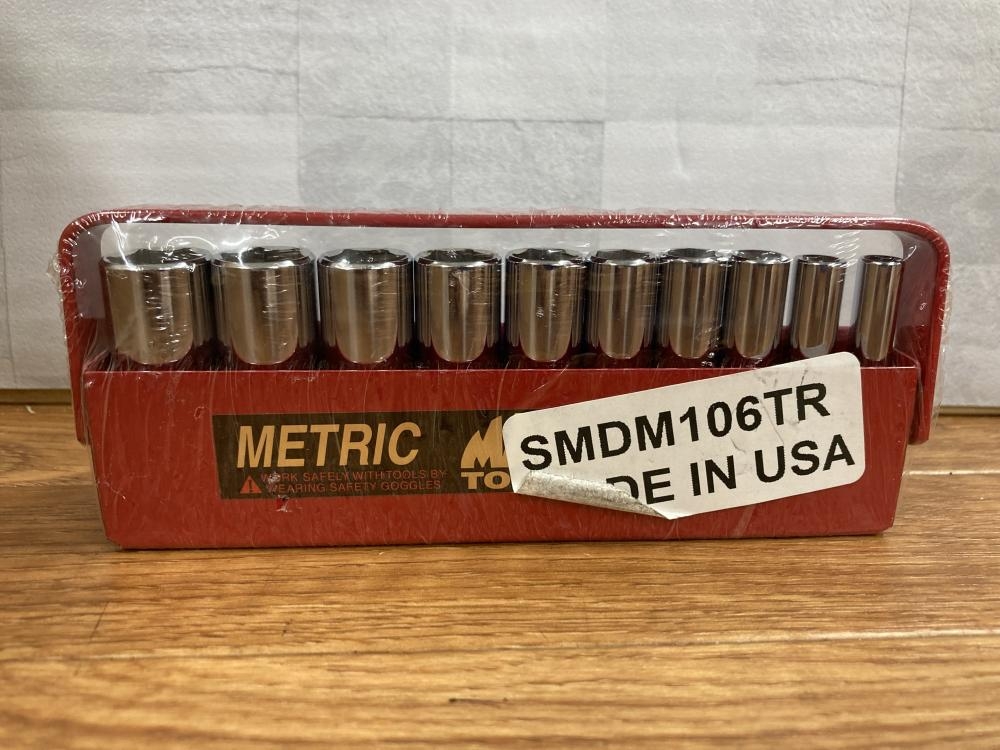 METRIC
WORK SAFELY WITH TOOLS BY
WEARING SAFETY GOGGLES
SMDM106TR
DE IN USA